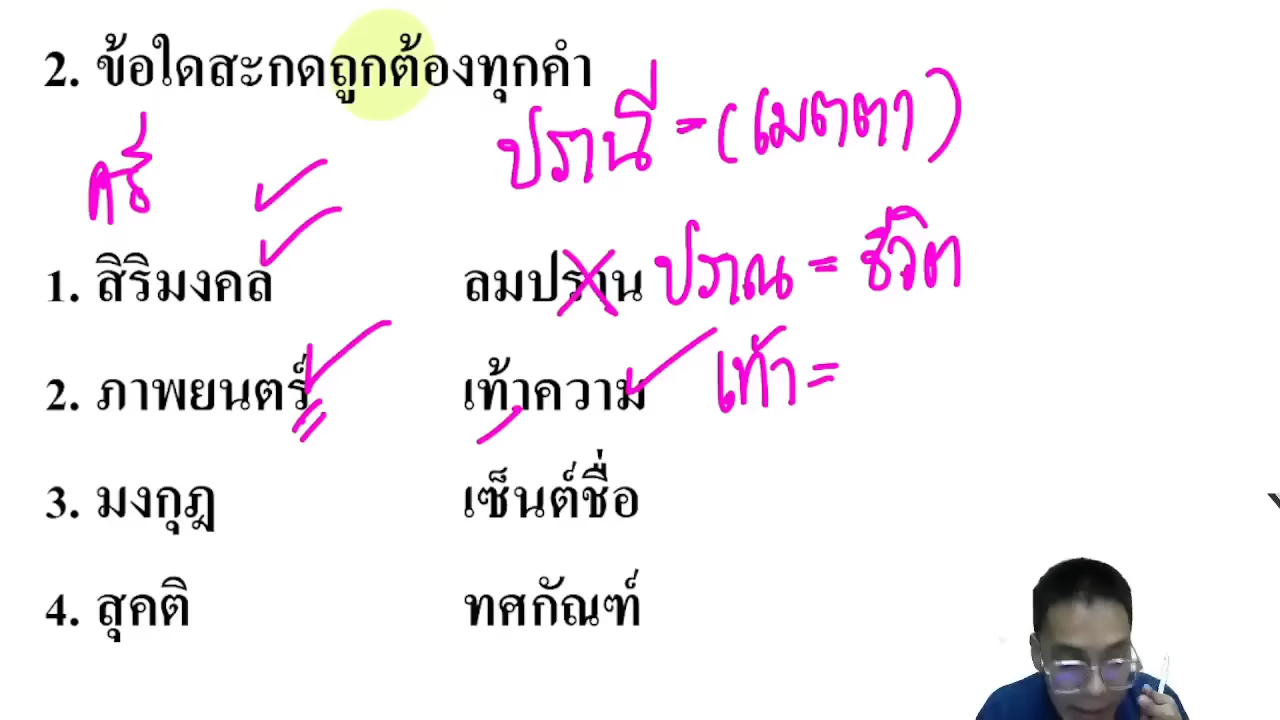 2. ข้อใดสะกดถูกต้องทุกคำ
ปรานี = (เมตตา)
ศรี
1. สิริมงคล ลมปราน ปราณ = ชีวิต
2. ภาพยนตร์ เท้าความ เท้า =
3. มงกุฎ เซ็นต์ชื่อ
4. สุคติ ทศกัณฑ์